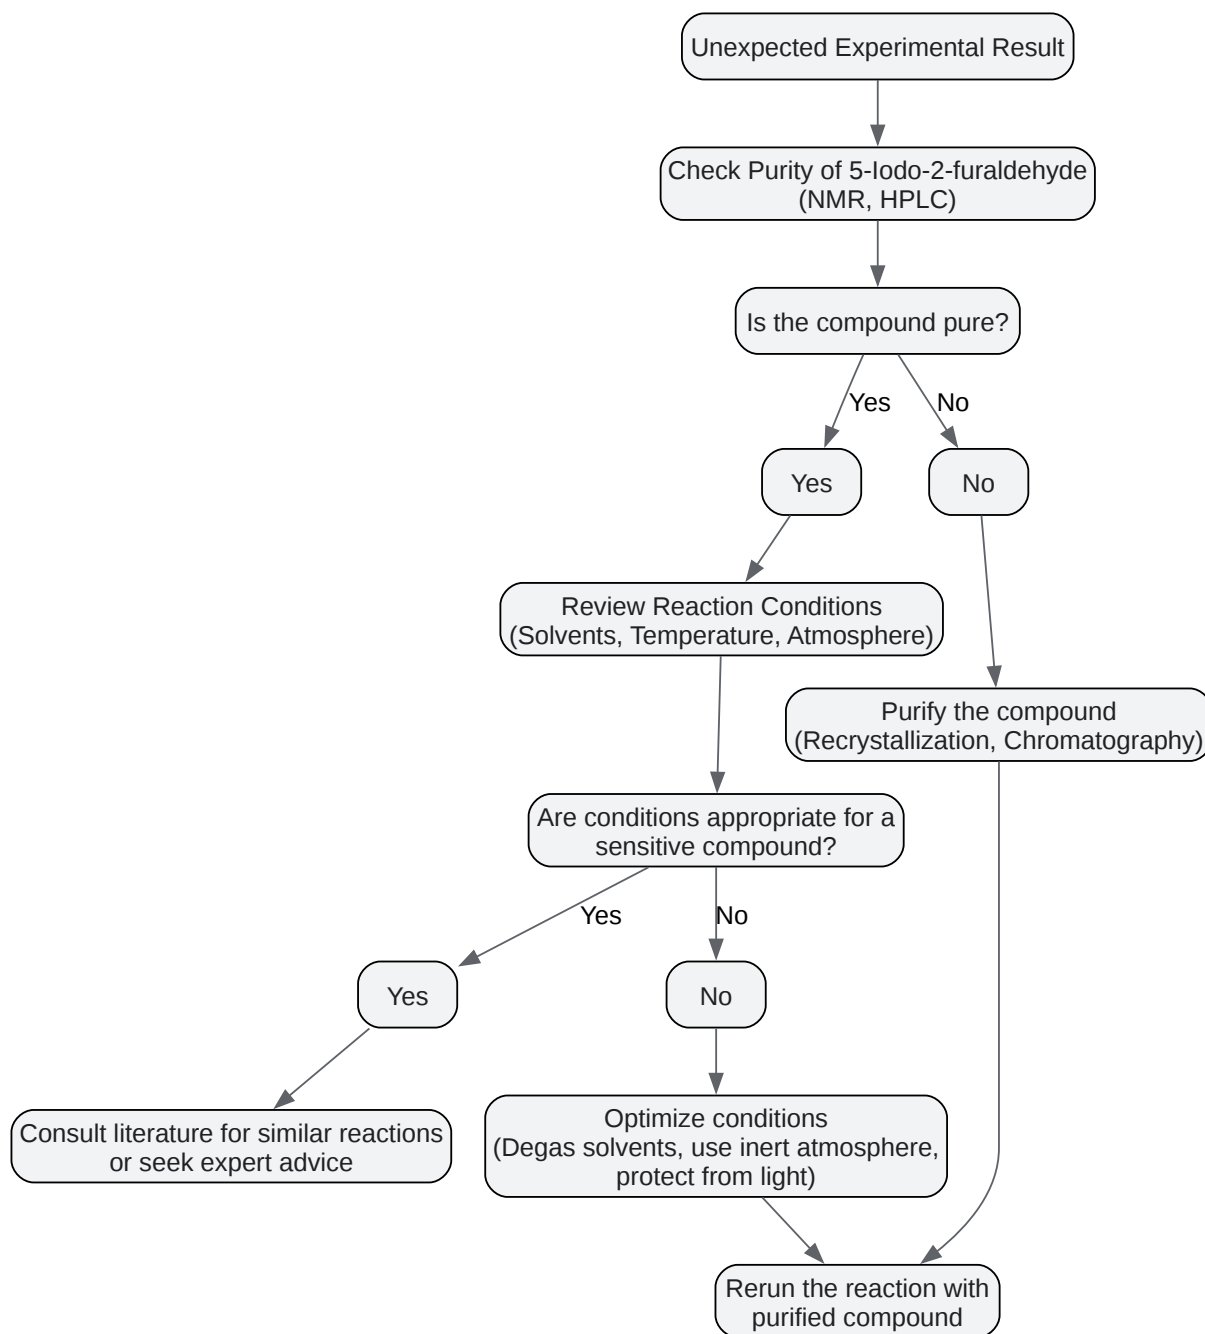 Unexpected Experimental Result
Check Purity of 5-Iodo-2-furaldehyde
(NMR, HPLC)
Is the compound pure?
Yes
No
Yes
No
Review Reaction Conditions
(Solvents, Temperature, Atmosphere)
Purify the compound
(Recrystallization, Chromatography)
Are conditions appropriate for a
sensitive compound?
Yes
No
Yes
No
Consult literature for similar reactions
or seek expert advice
Optimize conditions
(Degas solvents, use inert atmosphere,
protect from light)
Rerun the reaction with
purified compound